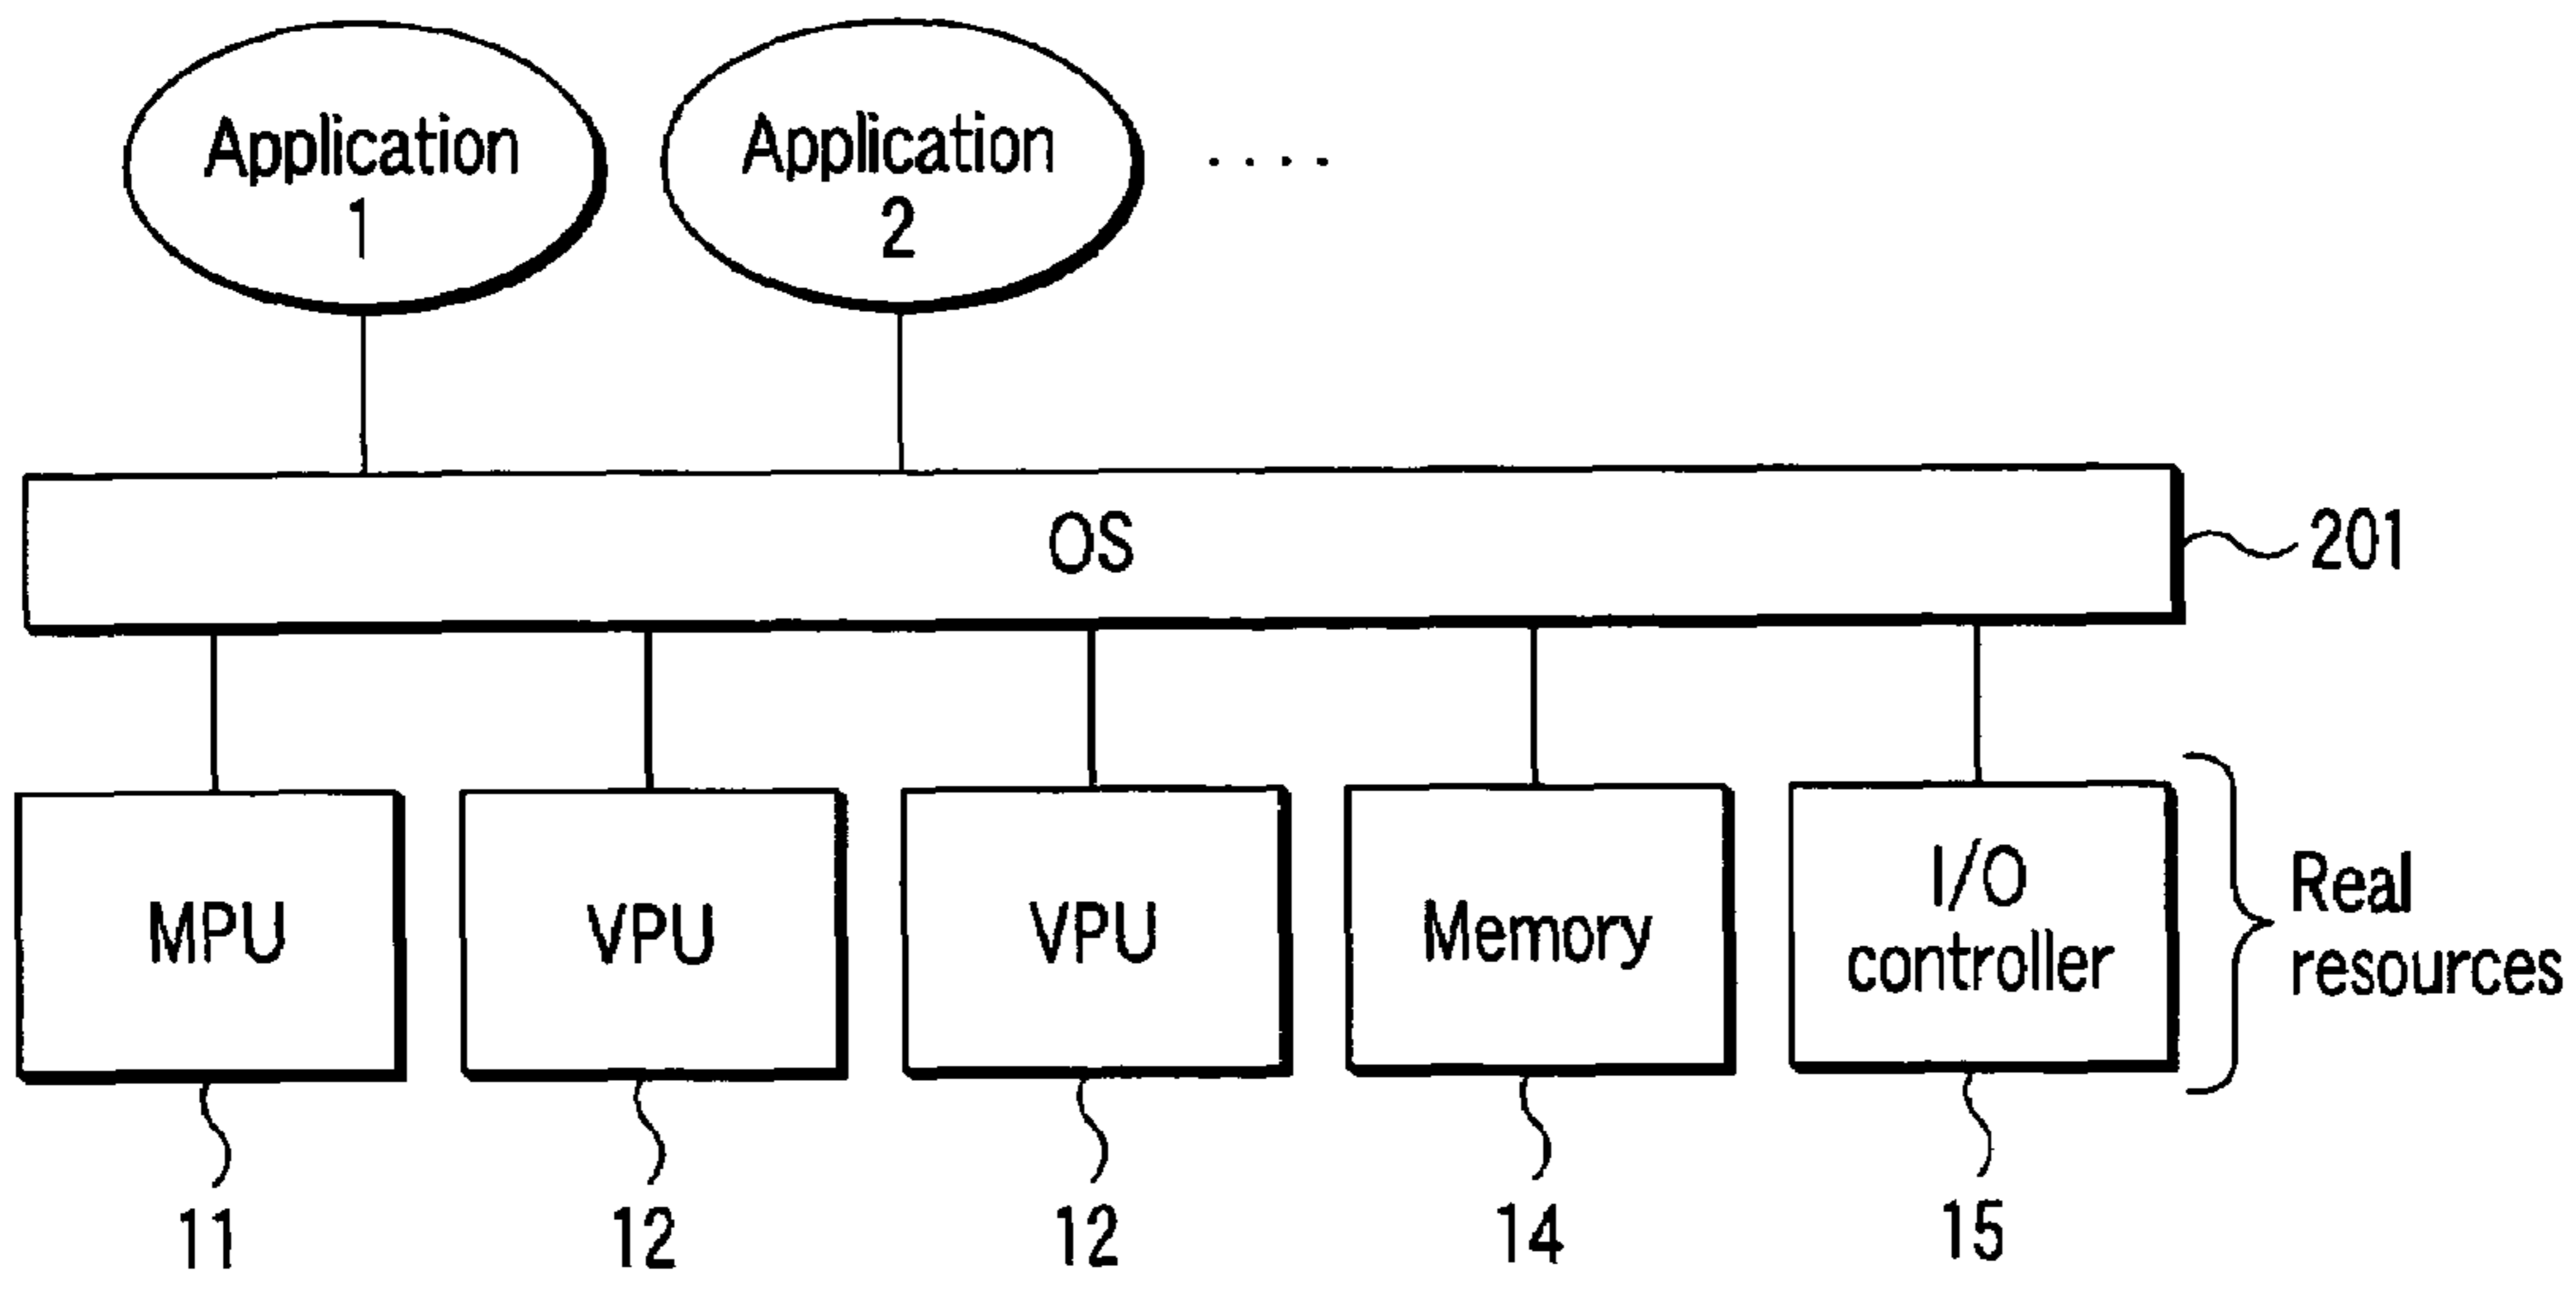 Application
1
Application
2
....
OS
201
MPU
VPU
VPU
Memory
I/O
controller
Real
resources
11
12
12
14
15